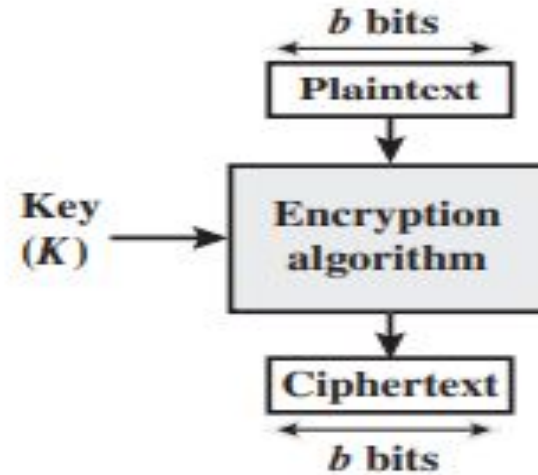 b bits
Plaintext
Key
(K)
Encryption
algorithm
Ciphertext
b bits